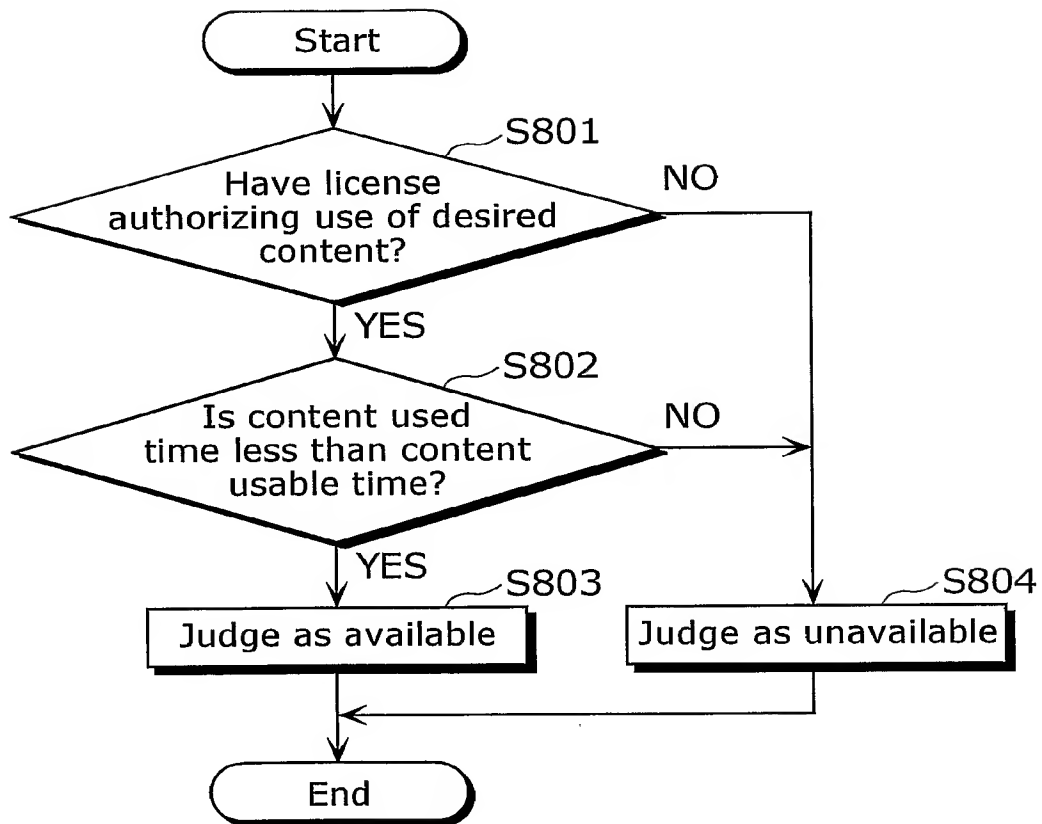 Start
S801
Have license
authorizing use of desired
content?
NO
YES
S802
Is content used
time less than content
usable time?
NO
YES
S803
Judge as available
S804
Judge as unavailable
End